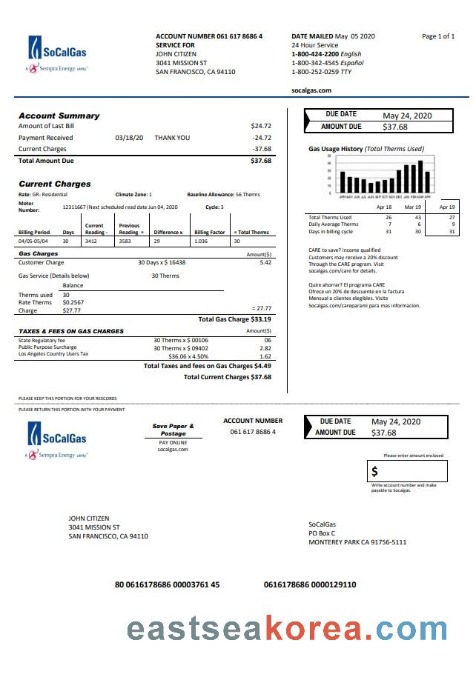 SoCalGas
A Sempra Energy utility
ACCOUNT NUMBER 061 617 8686 4
SERVICE FOR
JOHN CITIZEN
3041 MISSION ST
SAN FRANCISCO, CA 94110
DATE MAILED May 05 2020
24 Hour Service
1-800-424-2200 English
1-800-342-4545 Español
1-800-252-0259 TTY
socalgas.com
Page 1 of 1
Account Summary
Amount of Last Bill $24.72
Payment Received 03/18/20 THANK YOU -24.72
Current Charges -37.68
Total Amount Due $37.68
DUE DATE May 24, 2020
AMOUNT DUE $37.68
Gas Usage History (Total Therms Used)
Apr 18 Mar 19 Apr 19
Total Therms Used 26 43 27
Daily Average Therms 7 6 9
Days in billing cycle 31 30 31
Current Charges
Rate: GR- Residential Climate Zone: 1 Baseline Allowance: 56 Therms
Meter
Number: 12311667 (Next scheduled read date Jun 04, 2020 Cycle: 3
Billing Period Days Current Reading - Previous Reading = Difference x Billing Factor = Total Therms
04/05-05/04 30 3412 3583 29 1.036 30
Gas Charges Amount($)
Customer Charge 30 Days x $ 16438 5.42
Gas Service (Details below) 30 Therms
Balance
Therms used 30
Rate Therms $0.2567
Charge $27.77 = 27.77
Total Gas Charge $33.19
TAXES & FEES ON GAS CHARGES Amount($)
State Regulatory fee 30 Therms x $ 00106 06
Public Purpose Surcharge 30 Therms x $ 09402 2.82
Los Angeles Country Users Tax $36.06 x 4.50% 1.62
Total Taxes and fees on Gas Charges $4.49
Total Current Charges $37.68
CARE to save? income qualified
Customers may receive a 20% discount
Through the CARE program. Visit
socalgas.com/care for details.
Quire ahorrar? El programa CARE
Ofrece un 20% de descuento en la factura
Mensual a clientes elegibles. Visite
socalgas.com/careparami para mas informacion.
PLEASE KEEP THIS PORTION FOR YOUR RECORDS
PLEASE RETURN THIS PORTION WITH YOUR PAYMENT
SoCalGas
A Sempra Energy utility
Save Paper &
Postage
PAY ONLINE
socalgas.com
ACCOUNT NUMBER
061 617 8686 4
DUE DATE May 24, 2020
AMOUNT DUE $37.68
Please enter amount enclosed
$
Write account number and make
payable to Socalgas.
JOHN CITIZEN
3041 MISSION ST
SAN FRANCISCO, CA 94110
SoCalGas
PO Box C
MONTEREY PARK CA 91756-5111
80 0616178686 00003761 45 0616178686 0000129110
eastseakorea.com